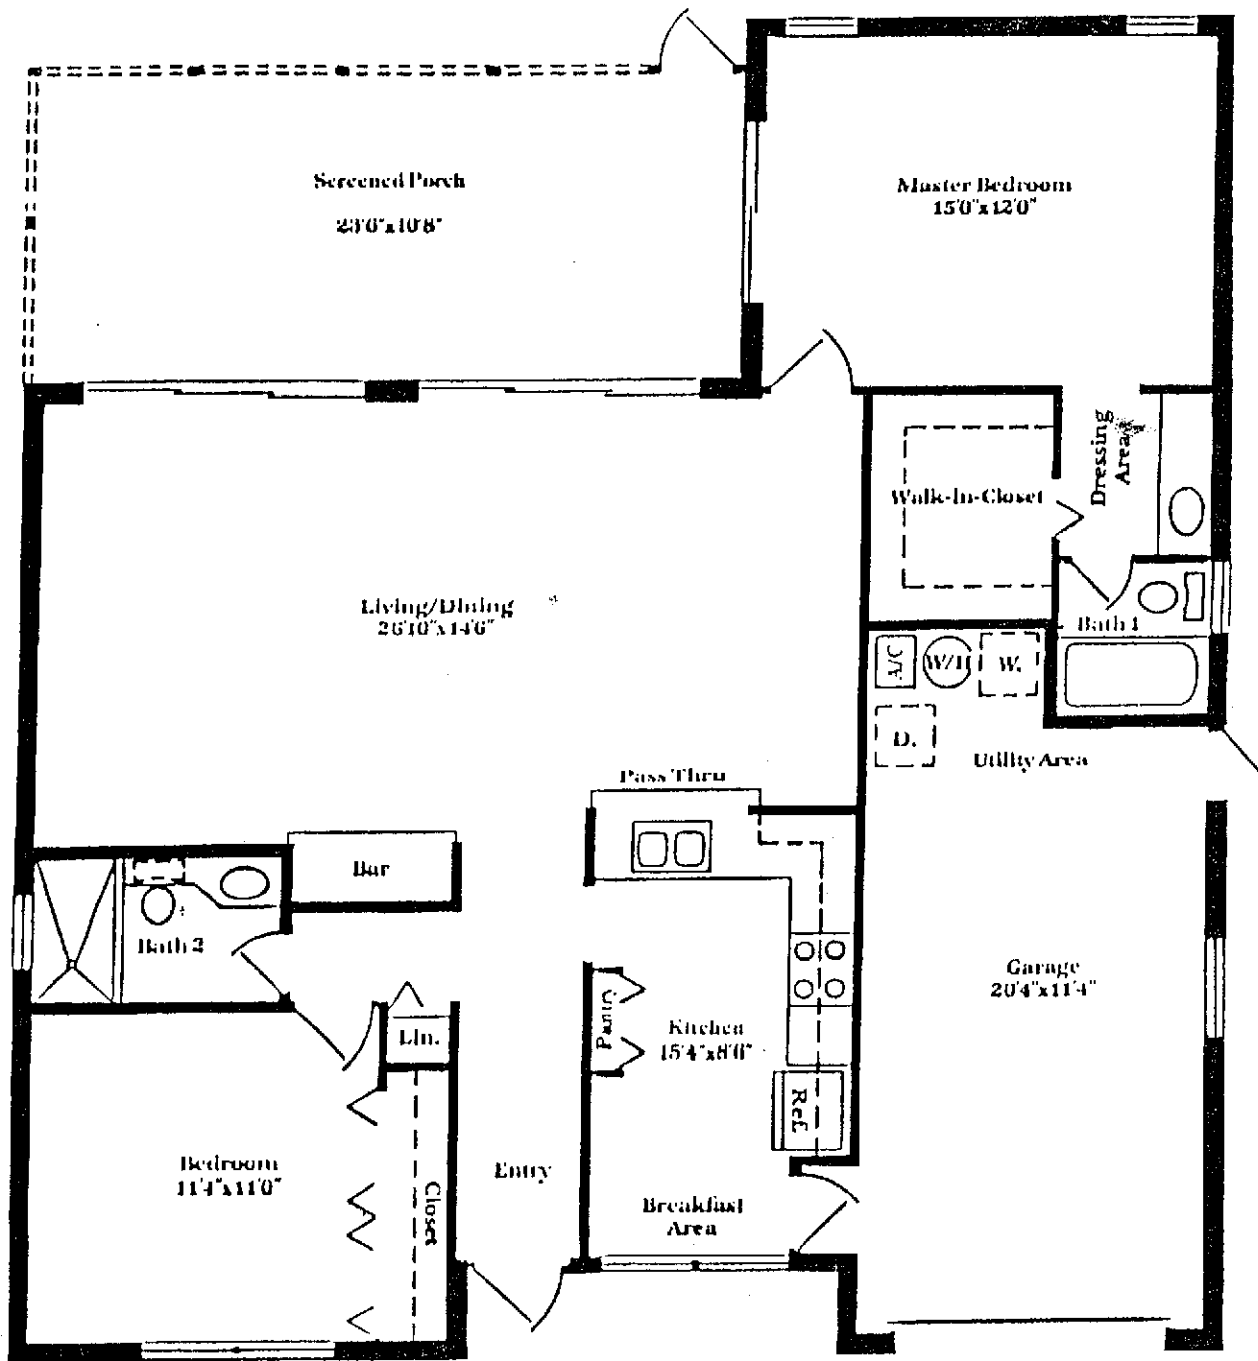 Screened Porch
23'6"x10'8"
Master Bedroom
15'0"x12'0"
Dressing
Area
Walk-In-Closet
Living/Dining
26'10"x14'6"
Bath 1
A/C
W/H
W.
D.
Utility Area
Pass Thru
Bar
Bath 2
Garage
20'4"x11'4"
Pantry
Kitchen
15'4"x8'6"
Lin.
Ref.
Bedroom
11'4"x11'0"
Closet
Entry
Breakfast
Area